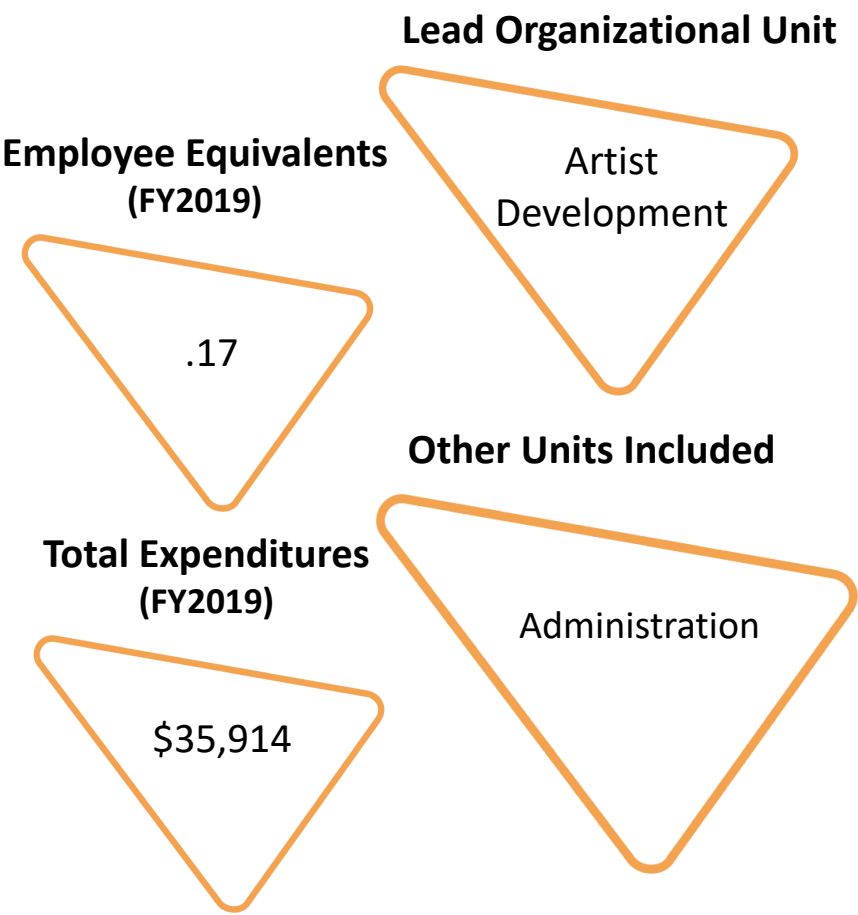 Lead Organizational Unit
Artist
Development
Employee Equivalents
(FY2019)
.17
Other Units Included
Administration
Total Expenditures
(FY2019)
$35,914